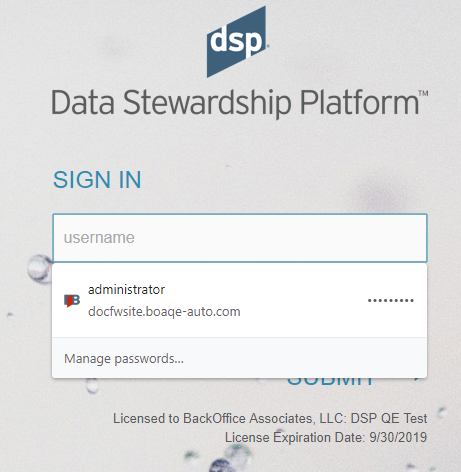 dsp
Data Stewardship Platform™
SIGN IN
username
administrator
docfwsite.boaqe-auto.com
•••••••••
Manage passwords...
SUBMIT
Licensed to BackOffice Associates, LLC: DSP QE Test
License Expiration Date: 9/30/2019